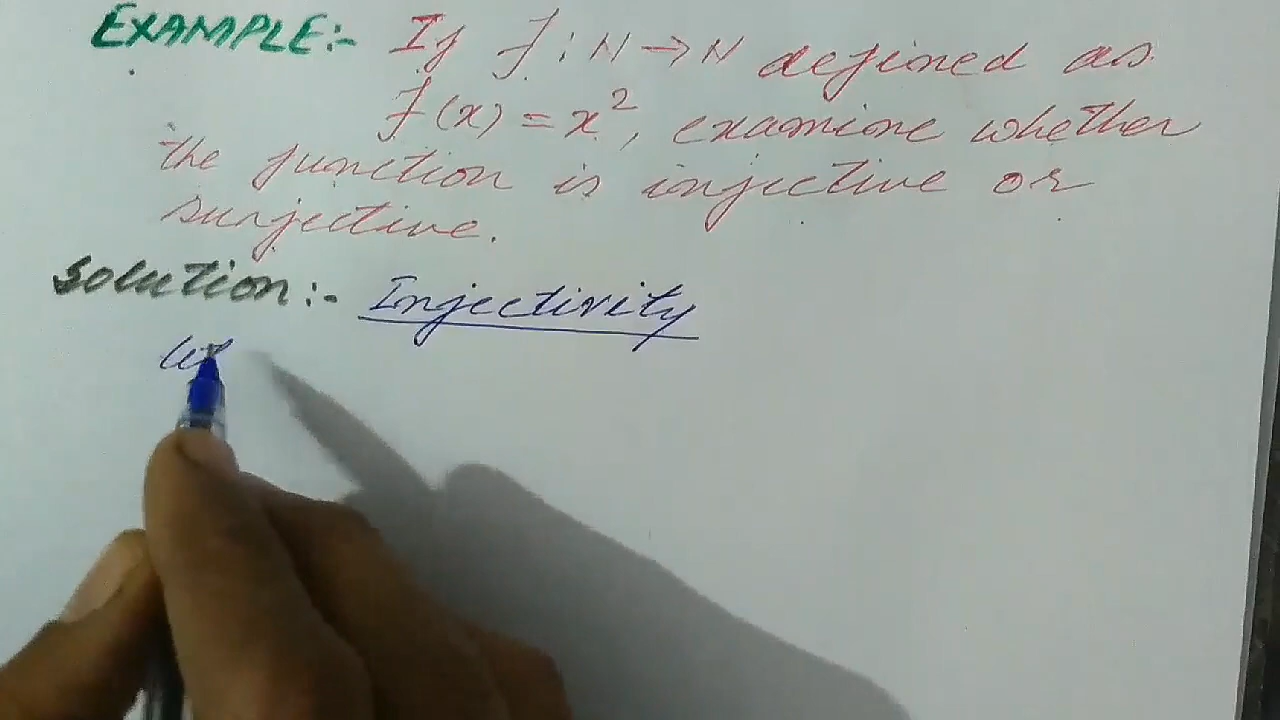 EXAMPLE:- If f : N → N defined as
f(x) = x², examine whether
the function is injective or
surjective.
Solution:- Injectivity